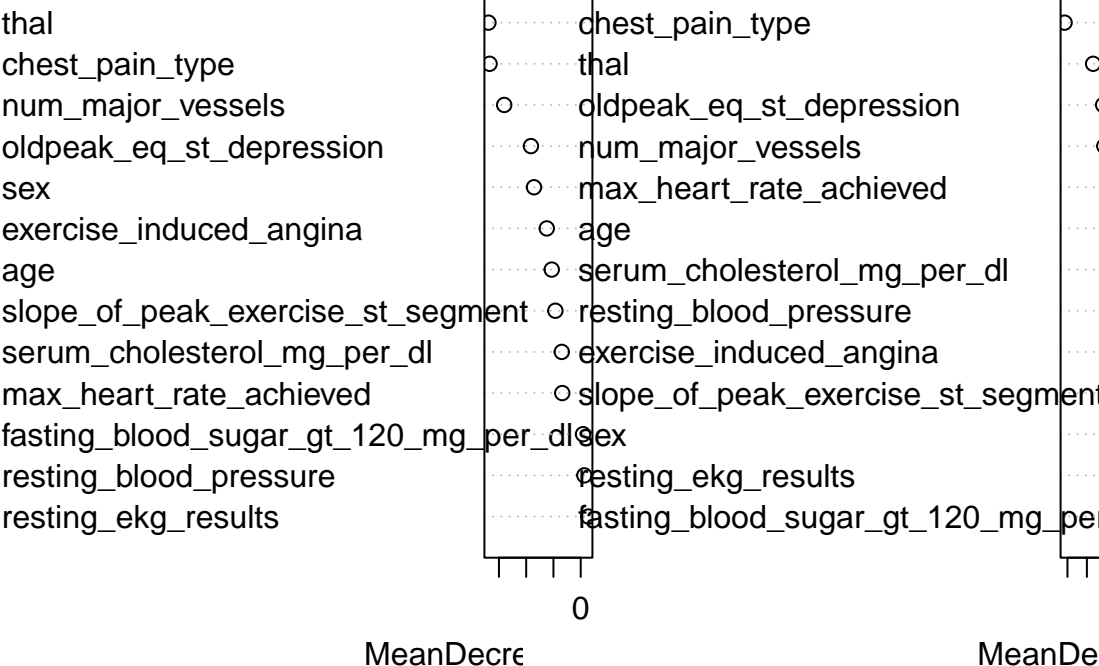 thal
chest_pain_type
num_major_vessels
oldpeak_eq_st_depression
sex
exercise_induced_angina
age
slope_of_peak_exercise_st_segment
serum_cholesterol_mg_per_dl
max_heart_rate_achieved
fasting_blood_sugar_gt_120_mg_per_dl
resting_blood_pressure
resting_ekg_results
0
MeanDecre
chest_pain_type
thal
oldpeak_eq_st_depression
num_major_vessels
max_heart_rate_achieved
age
serum_cholesterol_mg_per_dl
resting_blood_pressure
exercise_induced_angina
slope_of_peak_exercise_st_segment
sex
resting_ekg_results
fasting_blood_sugar_gt_120_mg_per
MeanDe